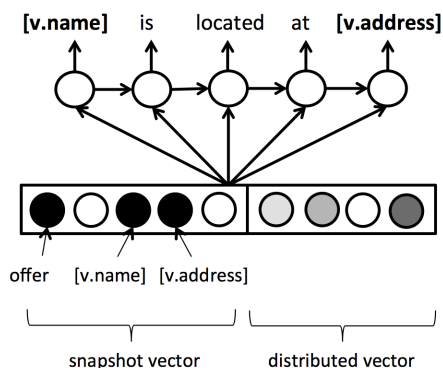 [v.name] is located at [v.address]
offer [v.name] [v.address]
snapshot vector distributed vector